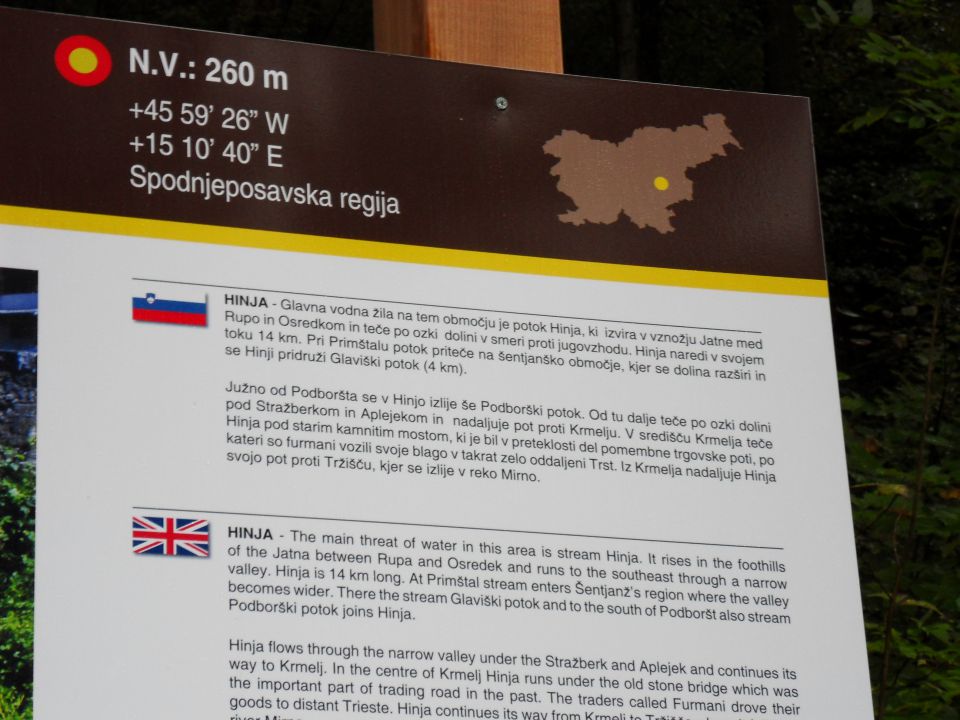 N.V.: 260 m
+45 59' 26" W
+15 10' 40" E
Spodnjeposavska regija
HINJA - Glavna vodna žila na tem območju je potok Hinja, ki izvira v vznožju Jatne med
Rupo in Osredkom in teče po ozki dolini v smeri proti jugovzhodu. Hinja naredi v svojem
toku 14 km. Pri Primštalu potok priteče na šentjanško območje, kjer se dolina razširi in
se Hinji pridruži Glaviški potok (4 km).
Južno od Podboršta se v Hinjo izlije še Podborški potok. Od tu dalje teče po ozki dolini
pod Stražberkom in Aplejekom in nadaljuje pot proti Krmelju. V središču Krmelja teče
Hinja pod starim kamnitim mostom, ki je bil v preteklosti del pomembne trgovske poti, po
kateri so furmani vozili svoje blago v takrat zelo oddaljeni Trst. Iz Krmelja nadaljuje Hinja
svojo pot proti Tržišču, kjer se izlije v reko Mirno.
HINJA - The main threat of water in this area is stream Hinja. It rises in the foothills
of the Jatna between Rupa and Osredek and runs to the southeast through a narrow
valley. Hinja is 14 km long. At Primštal stream enters Šentjanž's region where the valley
becomes wider. There the stream Glaviški potok and to the south of Podboršt also stream
Podborški potok joins Hinja.
Hinja flows through the narrow valley under the Stražberk and Aplejek and continues its
way to Krmelj. In the centre of Krmelj Hinja runs under the old stone bridge which was
the important part of trading road in the past. The traders called Furmani drove their
goods to distant Trieste. Hinja continues its way from Krmelj to